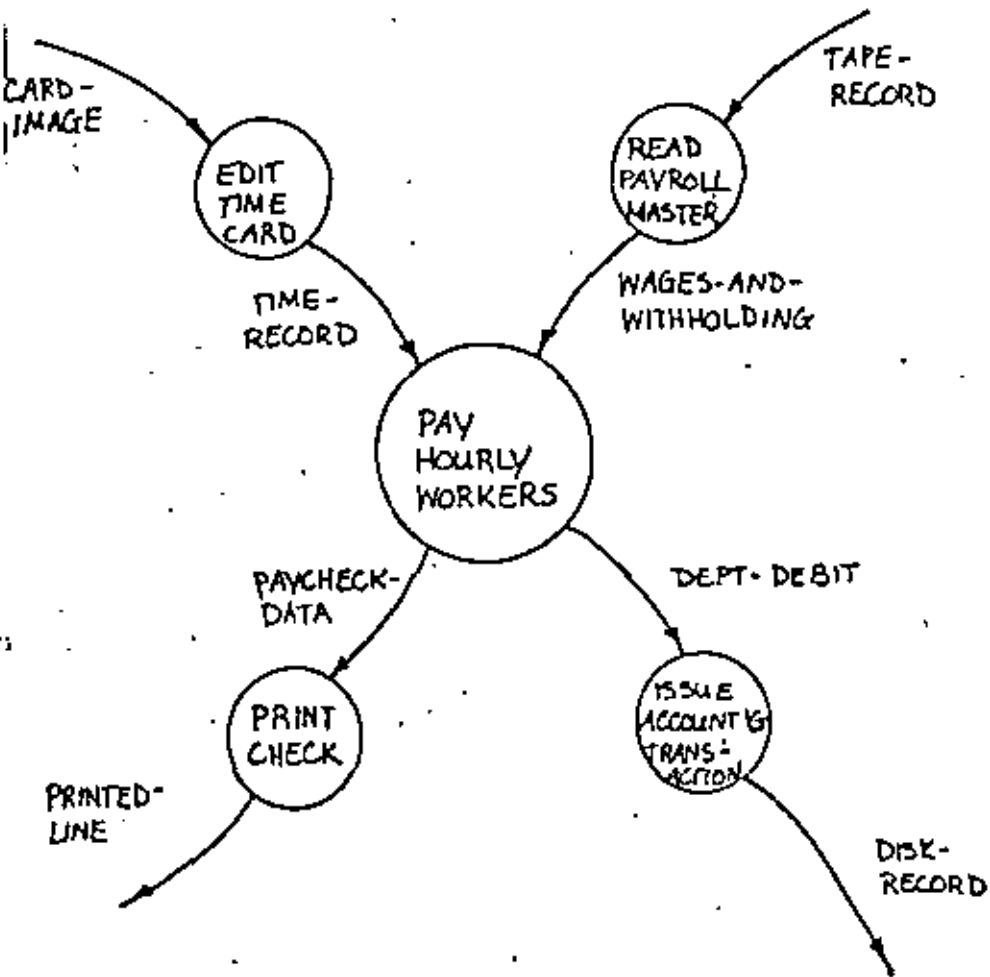 CARD-
IMAGE
TAPE-
RECORD
EDIT
TIME
CARD
READ
PAYROLL
MASTER
TIME-
RECORD
WAGES-AND-
WITHHOLDING
PAY
HOURLY
WORKERS
PAYCHECK-
DATA
DEPT-DEBIT
PRINT
CHECK
ISSUE
ACCOUNT'G
TRANS-
ACTION
PRINTED-
LINE
DISK-
RECORD